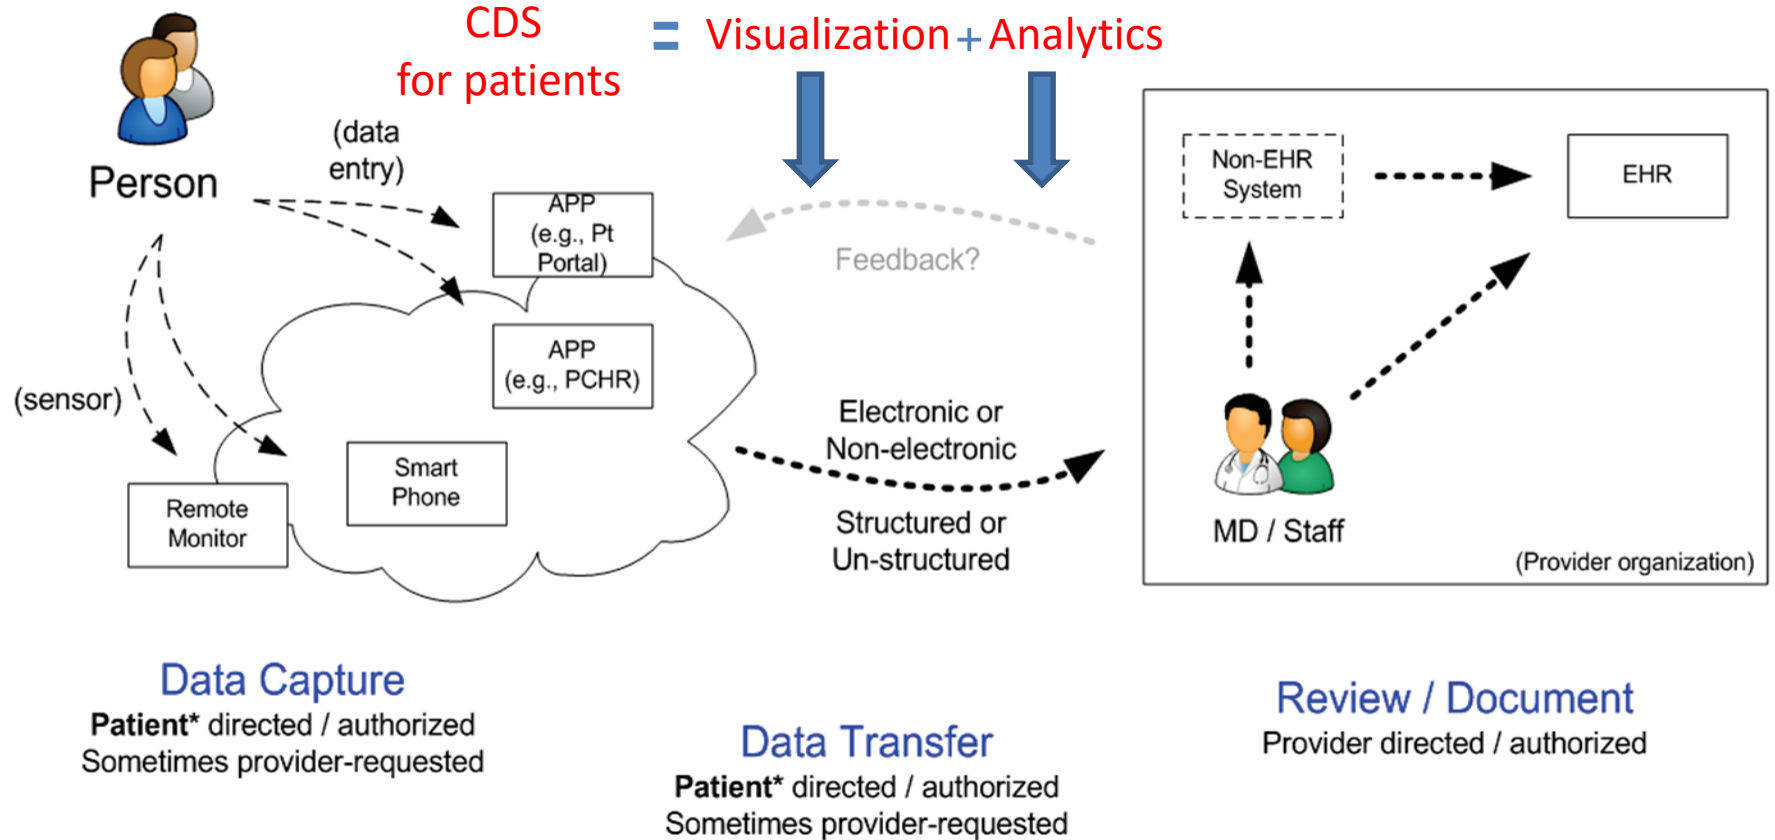 CDS
for patients
= Visualization + Analytics
Person
(data
entry)
(sensor)
APP
(e.g., Pt
Portal)
APP
(e.g., PCHR)
Smart
Phone
Remote
Monitor
Feedback?
Electronic or
Non-electronic
Structured or
Un-structured
Non-EHR
System
EHR
MD / Staff
(Provider organization)
Data Capture
Patient* directed / authorized
Sometimes provider-requested
Data Transfer
Patient* directed / authorized
Sometimes provider-requested
Review / Document
Provider directed / authorized